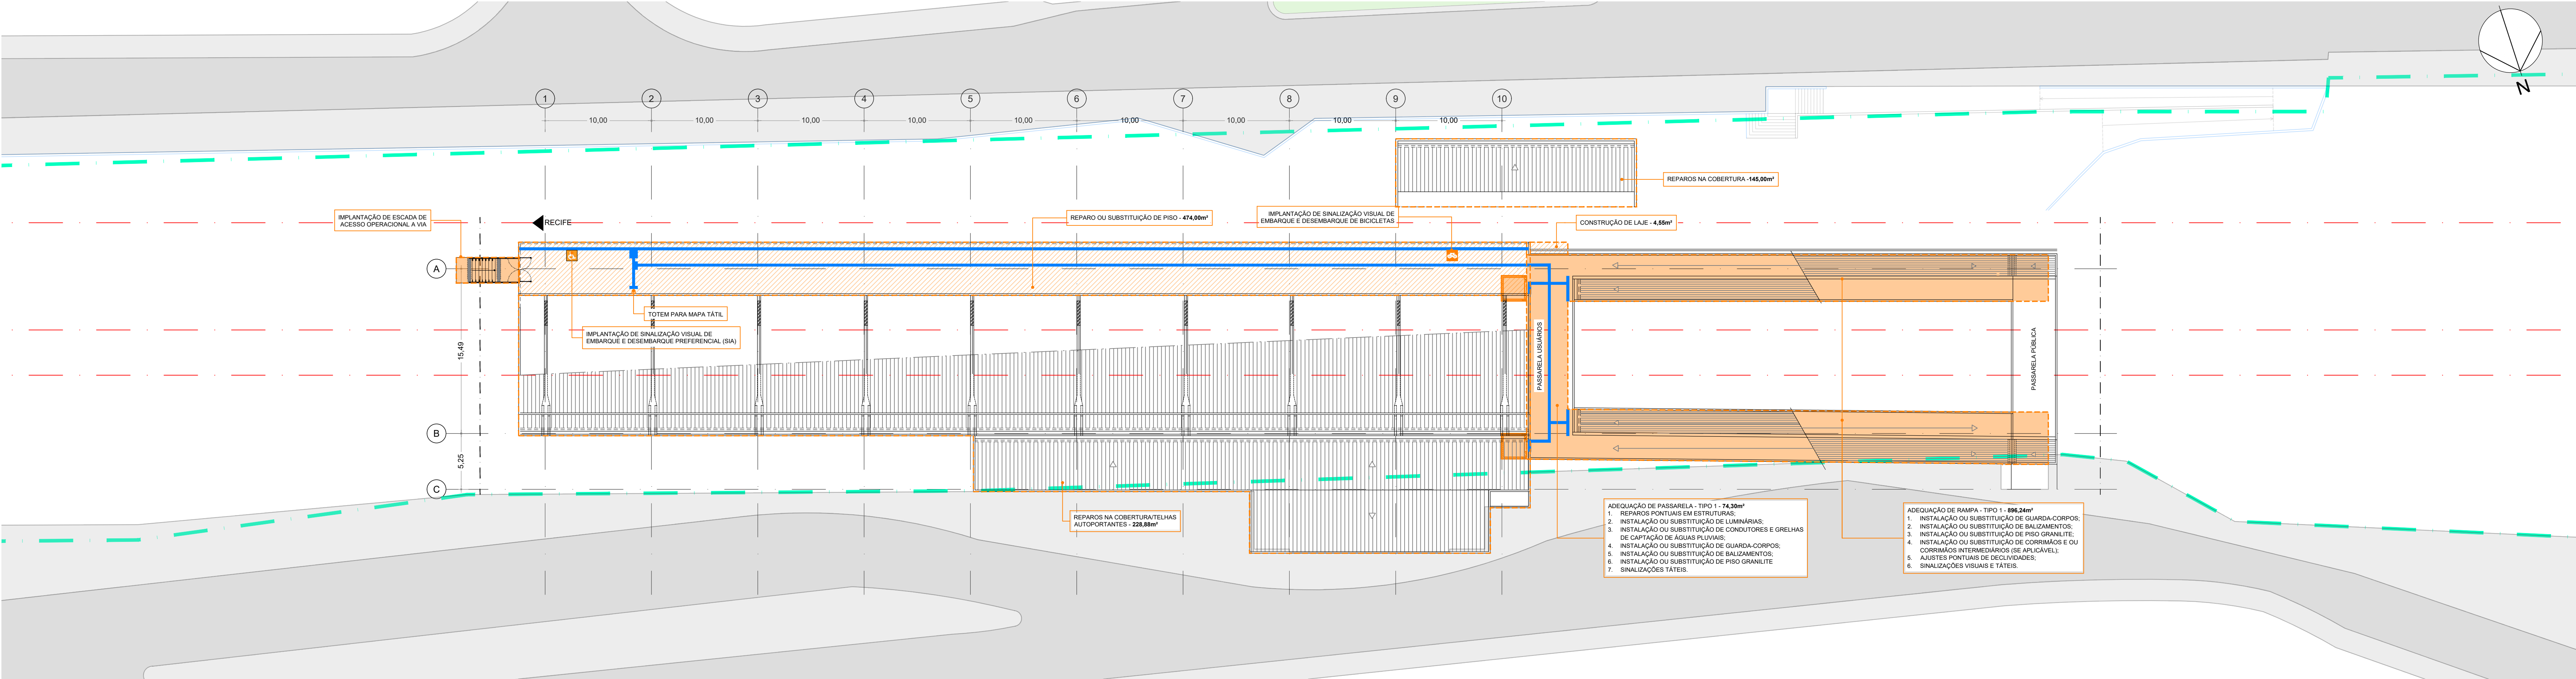 N
1
2
3
4
5
6
7
8
9
10
10,00
10,00
10,00
10,00
10,00
10,00
10,00
10,00
10,00
REPAROS NA COBERTURA -145,00m²
IMPLANTAÇÃO DE ESCADA DE
ACESSO OPERACIONAL A VIA
RECIFE
REPARO OU SUBSTITUIÇÃO DE PISO - 474,00m²
IMPLANTAÇÃO DE SINALIZAÇÃO VISUAL DE
EMBARQUE E DESEMBARQUE DE BICICLETAS
CONSTRUÇÃO DE LAJE - 4,55m²
A
TOTEM PARA MAPA TÁTIL
IMPLANTAÇÃO DE SINALIZAÇÃO VISUAL DE
EMBARQUE E DESEMBARQUE PREFERENCIAL (SIA)
15,49
PASSARELA USUÁRIOS
PASSARELA PÚBLICA
B
5,25
C
REPAROS NA COBERTURA/TELHAS
AUTOPORTANTES - 228,88m²
ADEQUAÇÃO DE PASSARELA - TIPO 1 - 74,30m²
1. REPAROS PONTUAIS EM ESTRUTURAS;
2. INSTALAÇÃO OU SUBSTITUIÇÃO DE LUMINÁRIAS;
3. INSTALAÇÃO OU SUBSTITUIÇÃO DE CONDUTORES E GRELHAS
DE CAPTAÇÃO DE ÁGUAS PLUVIAIS;
4. INSTALAÇÃO OU SUBSTITUIÇÃO DE GUARDA-CORPOS;
5. INSTALAÇÃO OU SUBSTITUIÇÃO DE BALIZAMENTOS;
6. INSTALAÇÃO OU SUBSTITUIÇÃO DE PISO GRANILITE
7. SINALIZAÇÕES TÁTEIS.
ADEQUAÇÃO DE RAMPA - TIPO 1 - 896,24m²
1. INSTALAÇÃO OU SUBSTITUIÇÃO DE GUARDA-CORPOS;
2. INSTALAÇÃO OU SUBSTITUIÇÃO DE BALIZAMENTOS;
3. INSTALAÇÃO OU SUBSTITUIÇÃO DE PISO GRANILITE;
4. INSTALAÇÃO OU SUBSTITUIÇÃO DE CORRIMÃOS E OU
CORRIMÃOS INTERMEDIÁRIOS (SE APLICÁVEL);
5. AJUSTES PONTUAIS DE DECLIVIDADES;
6. SINALIZAÇÕES VISUAIS E TÁTEIS.